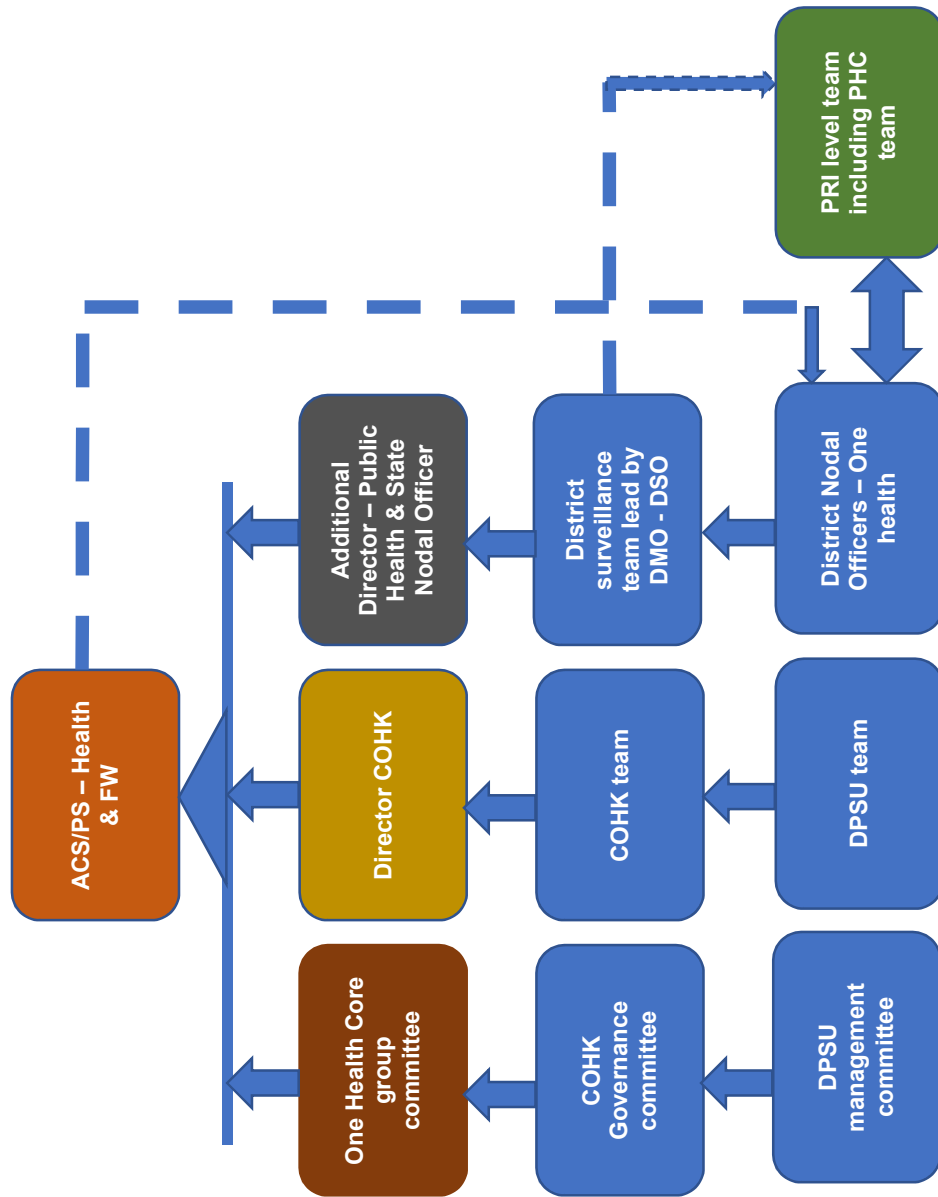 ACS/PS – Health
& FW
One Health Core
group
committee
Director COHK
Additional
Director – Public
Health & State
Nodal Officer
COHK
Governance
committee
COHK team
District
surveillance
team lead by
DMO - DSO
DPSU
management
committee
DPSU team
District Nodal
Officers – One
health
PRI level team
including PHC
team